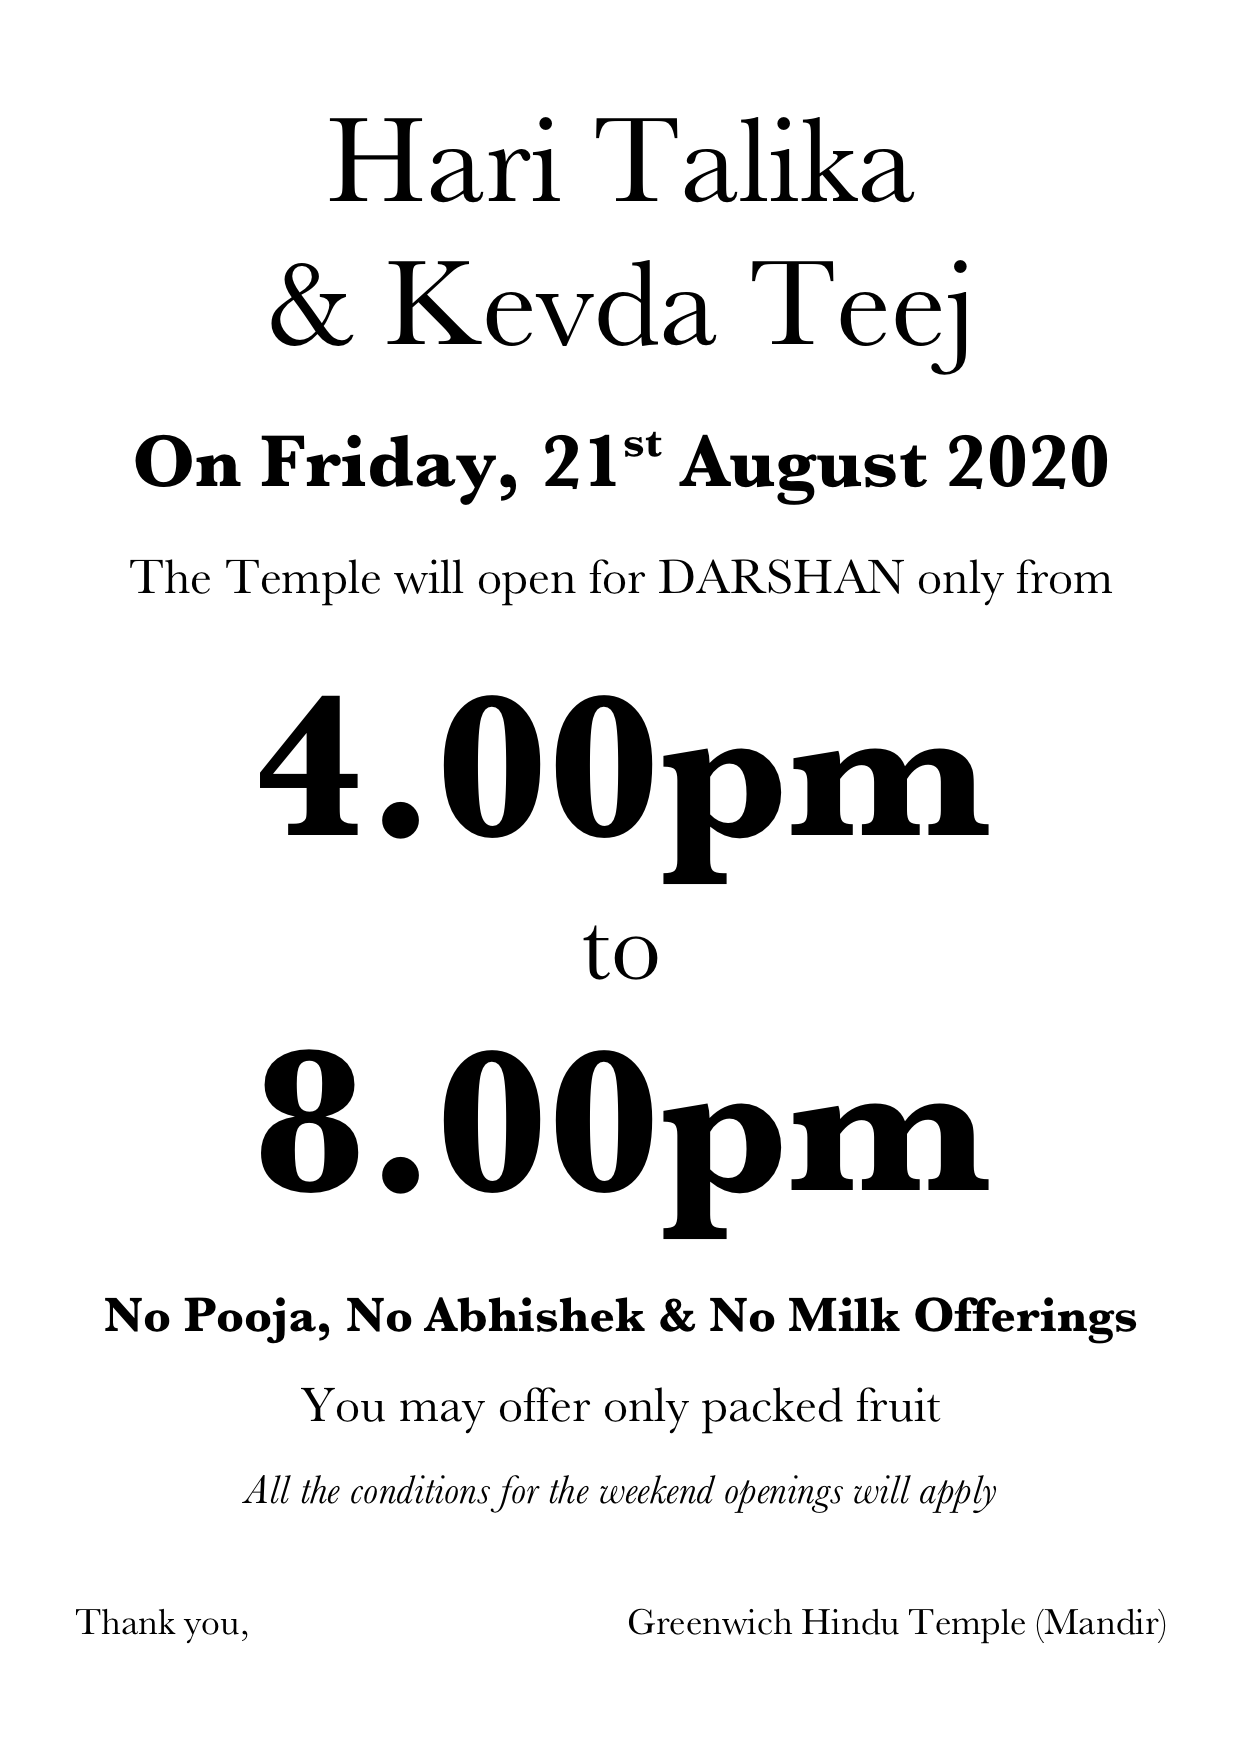 Hari Talika
& Kevda Teej
On Friday, 21st August 2020
The Temple will open for DARSHAN only from
4.00pm
to
8.00pm
No Pooja, No Abhishek & No Milk Offerings
You may offer only packed fruit
All the conditions for the weekend openings will apply
Thank you, Greenwich Hindu Temple (Mandir)